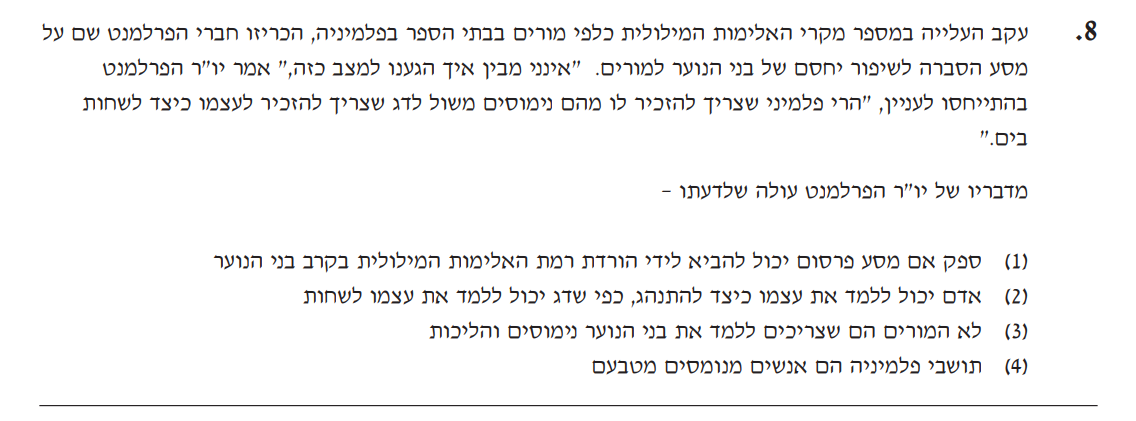 8. עקב העלייה במספר מקרי האלימות המילולית כלפי מורים בבתי הספר בפלמיניה, הכריזו חברי הפרלמנט שם על
מסע הסברה לשיפור יחסם של בני הנוער למורים. "אינני מבין איך הגענו למצב כזה," אמר יו"ר הפרלמנט
בהתייחסו לעניין, "הרי פלמיני שצריך להזכיר לו מהם נימוסים משול לדג שצריך להזכיר לעצמו כיצד לשחות
בים."
מדבריו של יו"ר הפרלמנט עולה שלדעתו -
(1) ספק אם מסע פרסום יכול להביא לידי הורדת רמת האלימות המילולית בקרב בני הנוער
(2) אדם יכול ללמד את עצמו כיצד להתנהג, כפי שדג יכול ללמד את עצמו לשחות
(3) לא המורים הם שצריכים ללמד את בני הנוער נימוסים והליכות
(4) תושבי פלמיניה הם אנשים מנומסים מטבעם